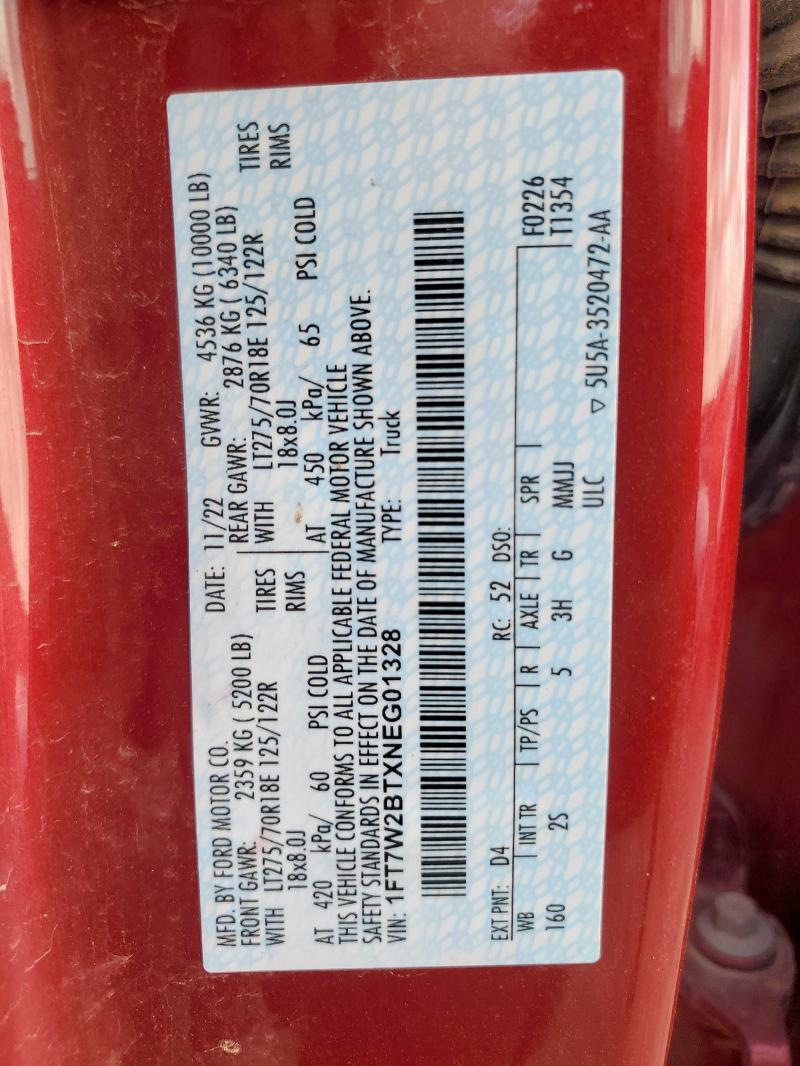 MFD. BY FORD MOTOR CO. DATE: 11/22 GVWR: 4536 KG (10000 LB)
FRONT GAWR: 2359 KG ( 5200 LB) REAR GAWR: 2876 KG ( 6340 LB)
WITH LT275/70R18E 125/122R TIRES WITH LT275/70R18E 125/122R TIRES
18x8.0J RIMS 18x8.0J RIMS
AT 420 kPa/ 60 PSI COLD AT 450 kPa/ 65 PSI COLD
THIS VEHICLE CONFORMS TO ALL APPLICABLE FEDERAL MOTOR VEHICLE
SAFETY STANDARDS IN EFFECT ON THE DATE OF MANUFACTURE SHOWN ABOVE.
VIN: 1FT7W2BTXNEG01328 TYPE: Truck
EXT PNT: D4 RC: 52 DSO:
WB INT TR TP/PS R AXLE TR SPR F0226
160 2S 5 3H G MMJJ T1354
ULC ▽ 5U5A-3520472-AA